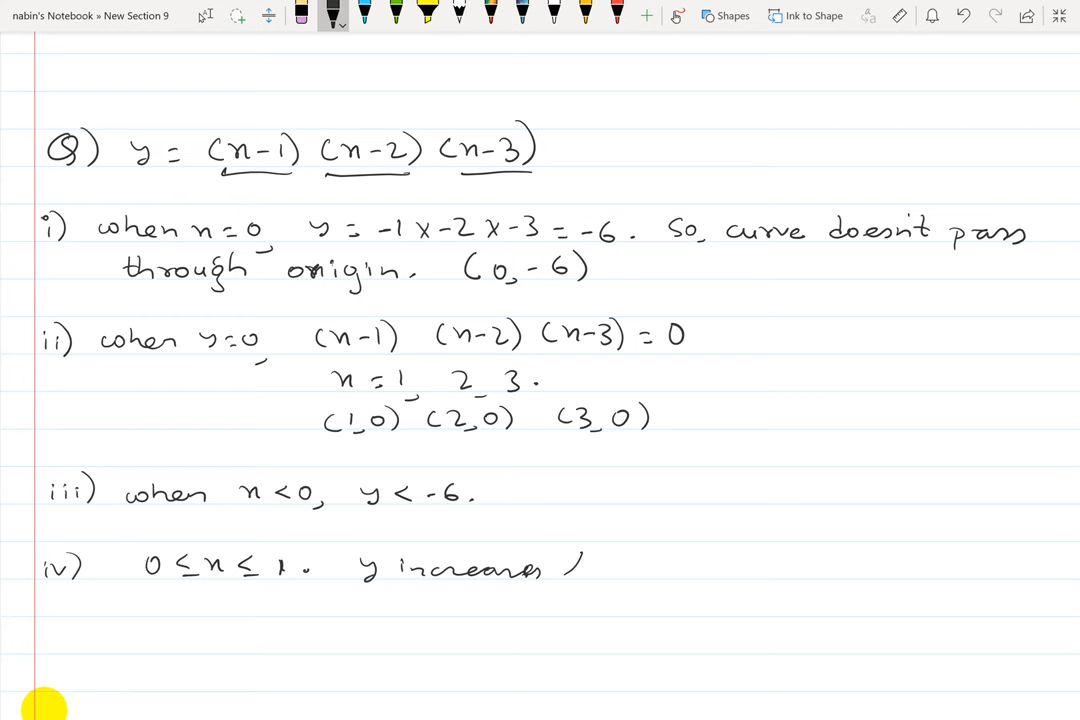 nabin's Notebook » New Section 9
Shapes
Ink to Shape
Q) y = (x-1) (x-2) (x-3)
i) when x=0, y = -1 x -2 x -3 = -6. So, curve doesn't pass
through origin. (0,-6)
ii) when y=0, (x-1) (x-2) (x-3) = 0
x = 1, 2, 3.
(1,0) (2,0) (3,0)
iii) when x<0, y < -6.
iv) 0 ≤ x ≤ 1. y increases